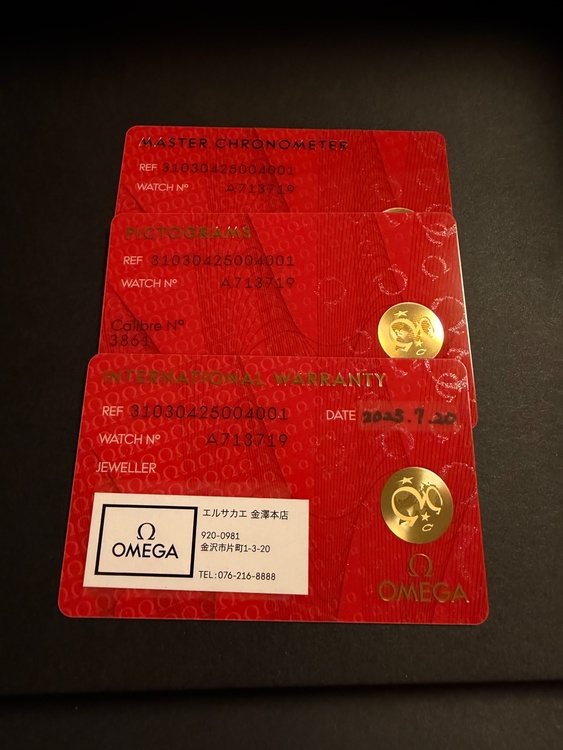 MASTER CHRONOMETER
REF 31030425004001
WATCH Nº A713719
PICTOGRAMS
REF 31030425004001
WATCH Nº A713719
Calibre Nº
3861
INTERNATIONAL WARRANTY
REF 31030425004001 DATE 2025.7.20
WATCH Nº A713719
JEWELLER
エルサカエ 金澤本店
920-0981
金沢市片町1-3-20
TEL:076-216-8888
Ω
OMEGA
Ω
OMEGA